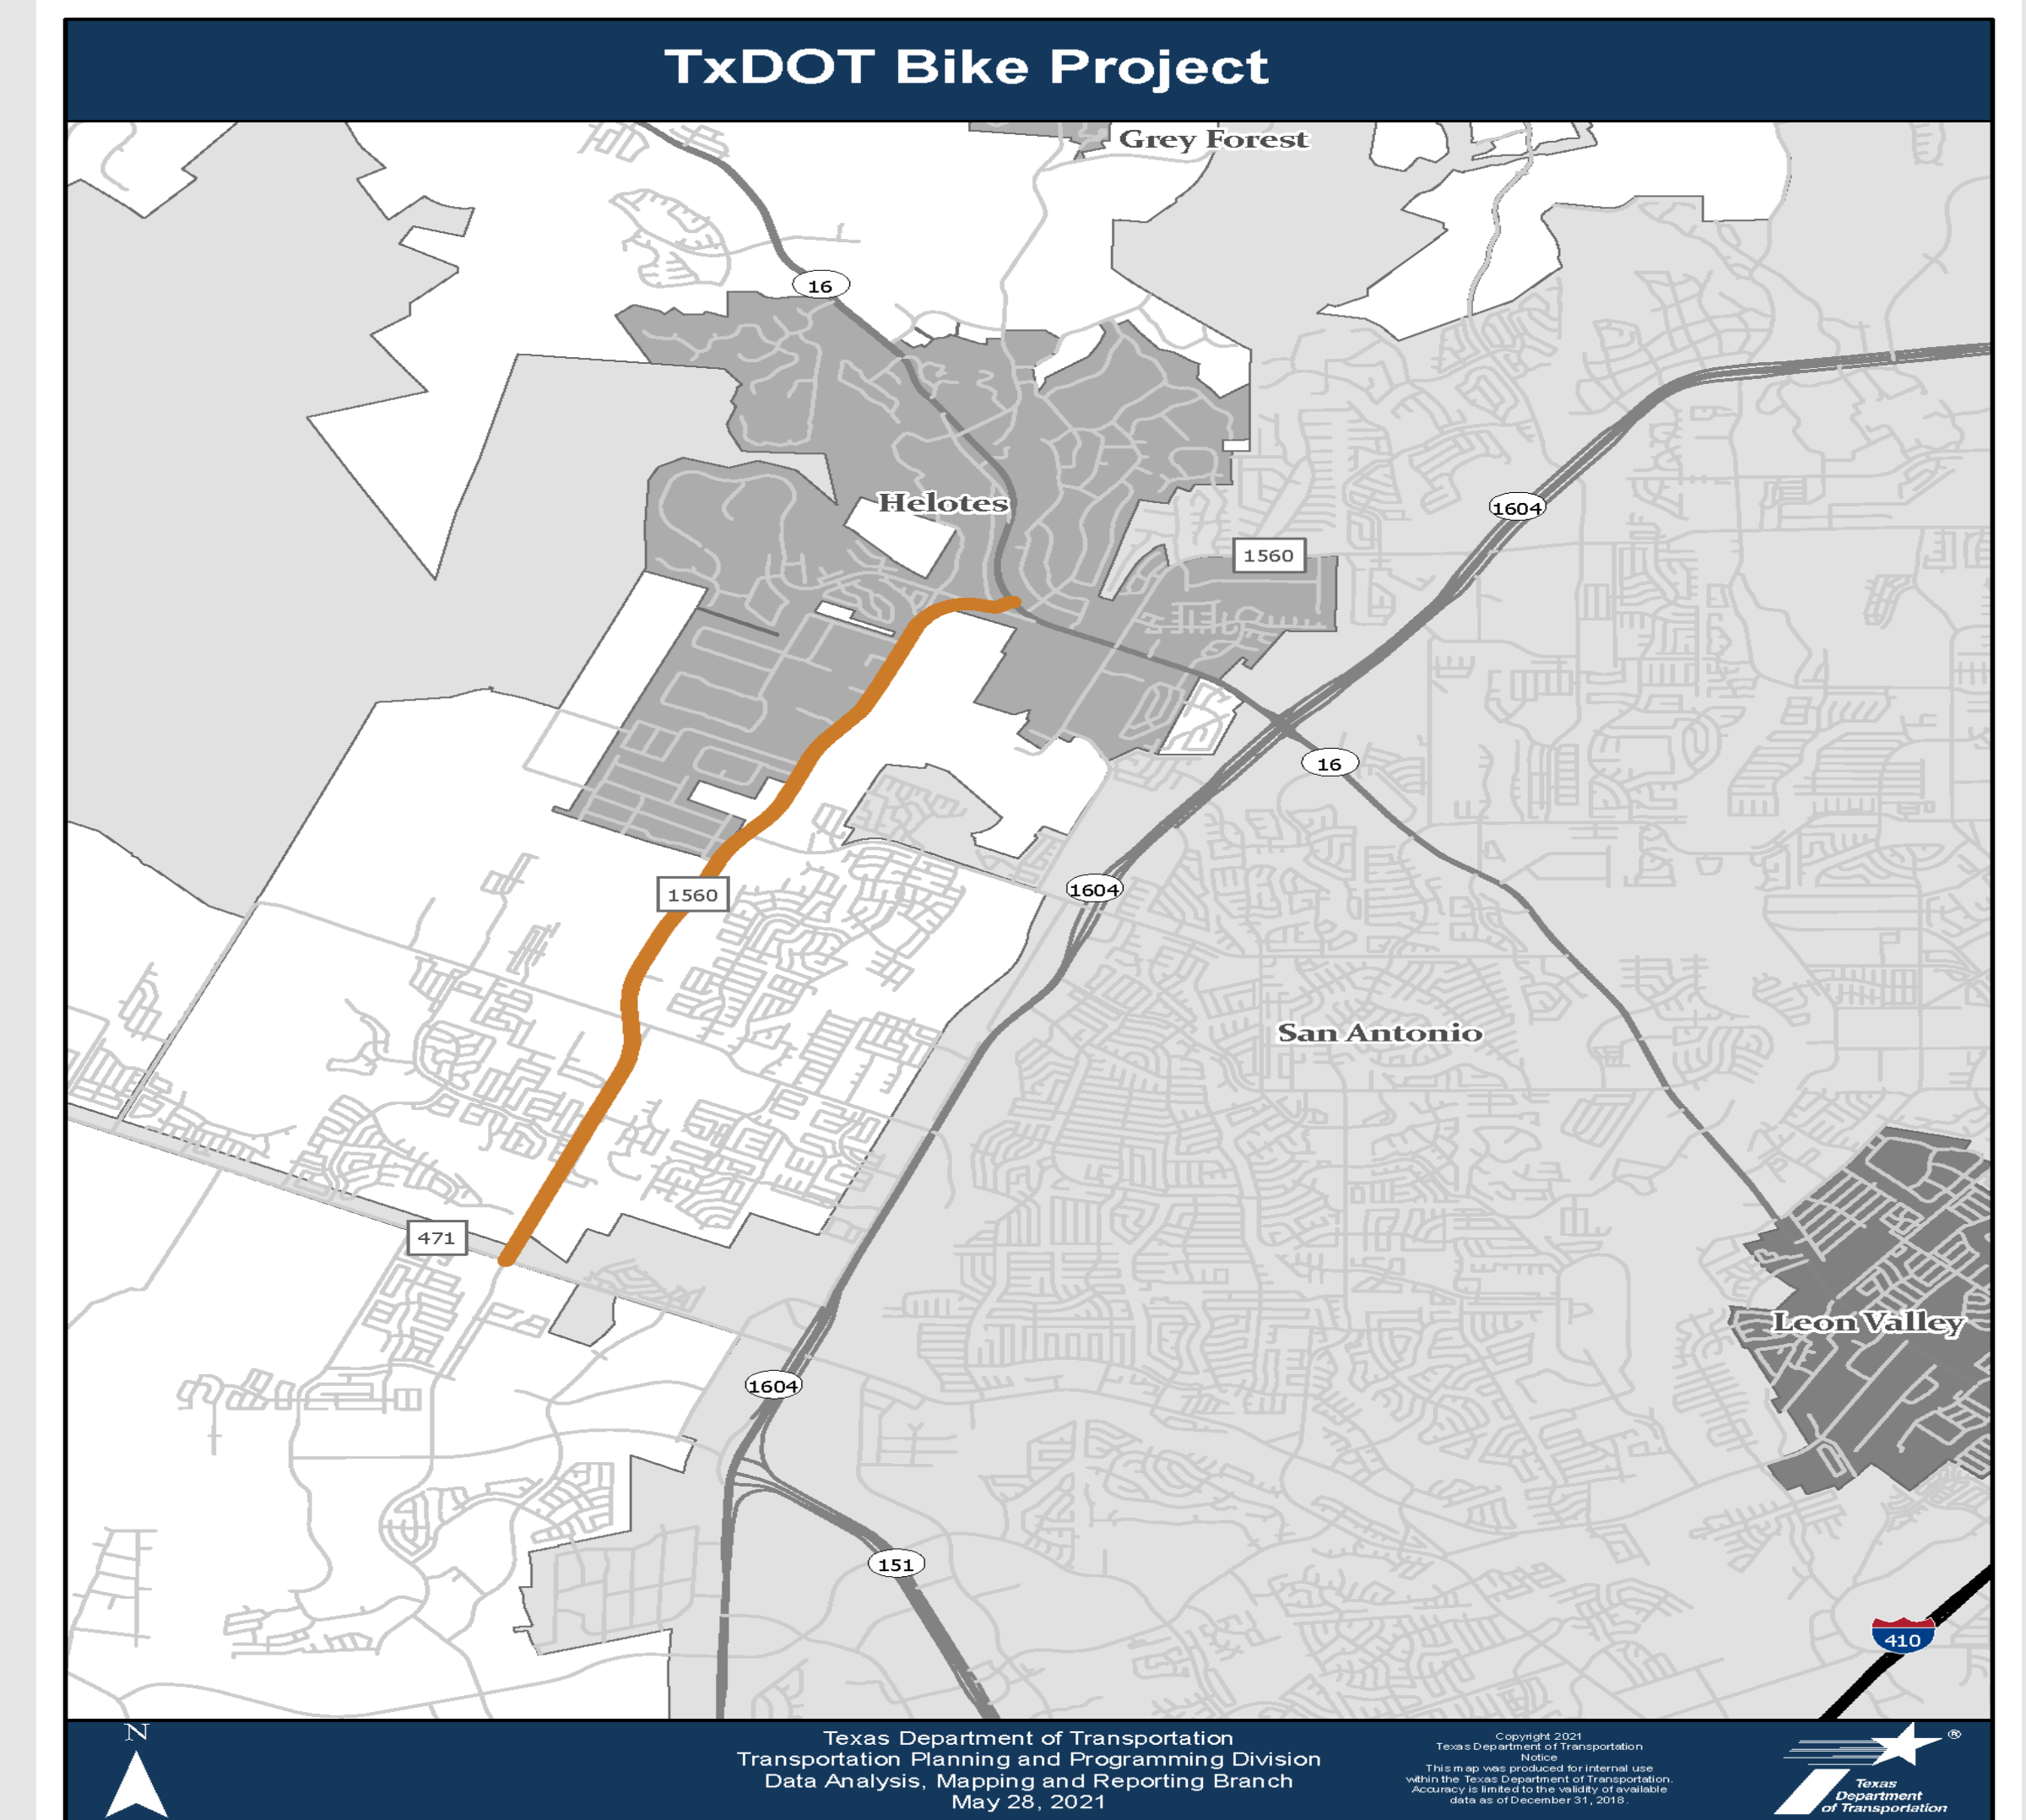 TxDOT Bike Project
Grey Forest
16
Helotes
1604
1560
16
1604
1560
San Antonio
471
Leon Valley
1604
151
410
N
Texas Department of Transportation
Transportation Planning and Programming Division
Data Analysis, Mapping and Reporting Branch
May 28, 2021
Copyright 2021
Texas Department of Transportation
Notice
This map was produced for internal use
within the Texas Department of Transportation.
Accuracy is limited to the validity of available
data as of December 31, 2018.
®
Texas
Department
of Transportation